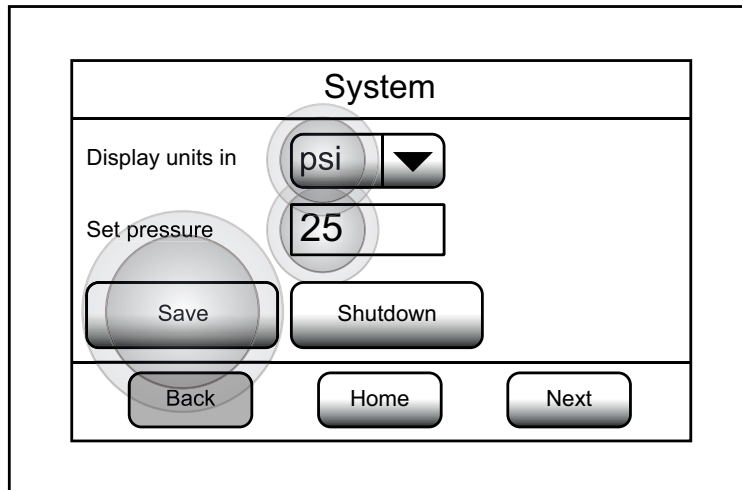 System
Display units in psi
Set pressure 25
Save Shutdown
Back Home Next